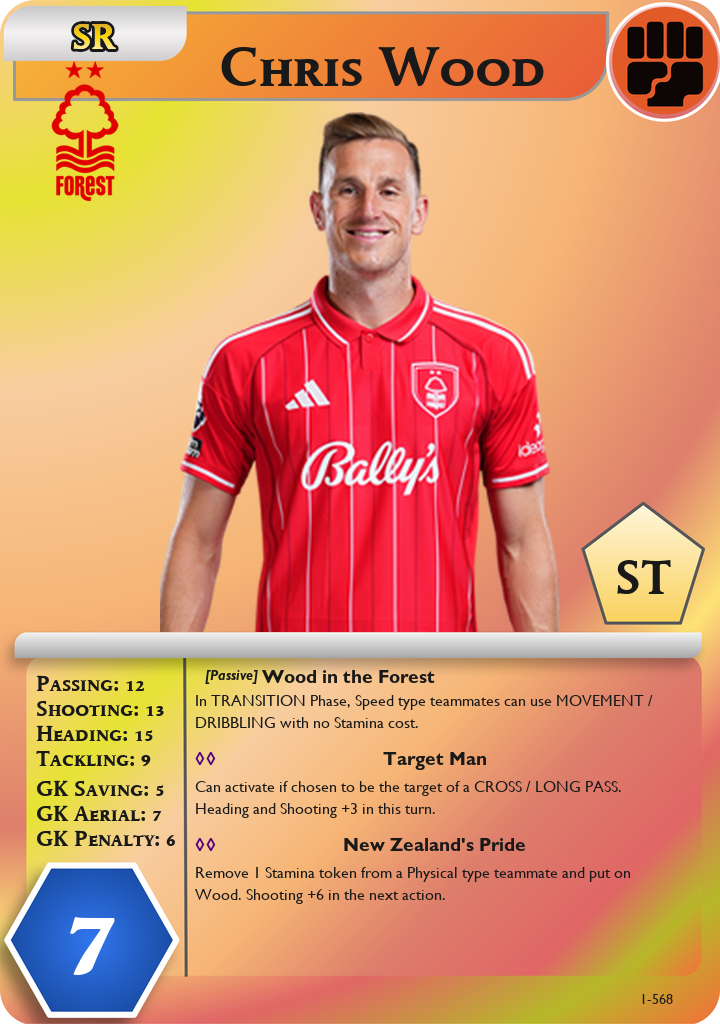 SR
Chris Wood
FOREST
Bally's
ST
Passing: 12
Shooting: 13
Heading: 15
Tackling: 9
GK Saving: 5
GK Aerial: 7
GK Penalty: 6
7
[Passive] Wood in the Forest
In TRANSITION Phase, Speed type teammates can use MOVEMENT /
DRIBBLING with no Stamina cost.
Target Man
Can activate if chosen to be the target of a CROSS / LONG PASS.
Heading and Shooting +3 in this turn.
New Zealand's Pride
Remove 1 Stamina token from a Physical type teammate and put on
Wood. Shooting +6 in the next action.
1-568